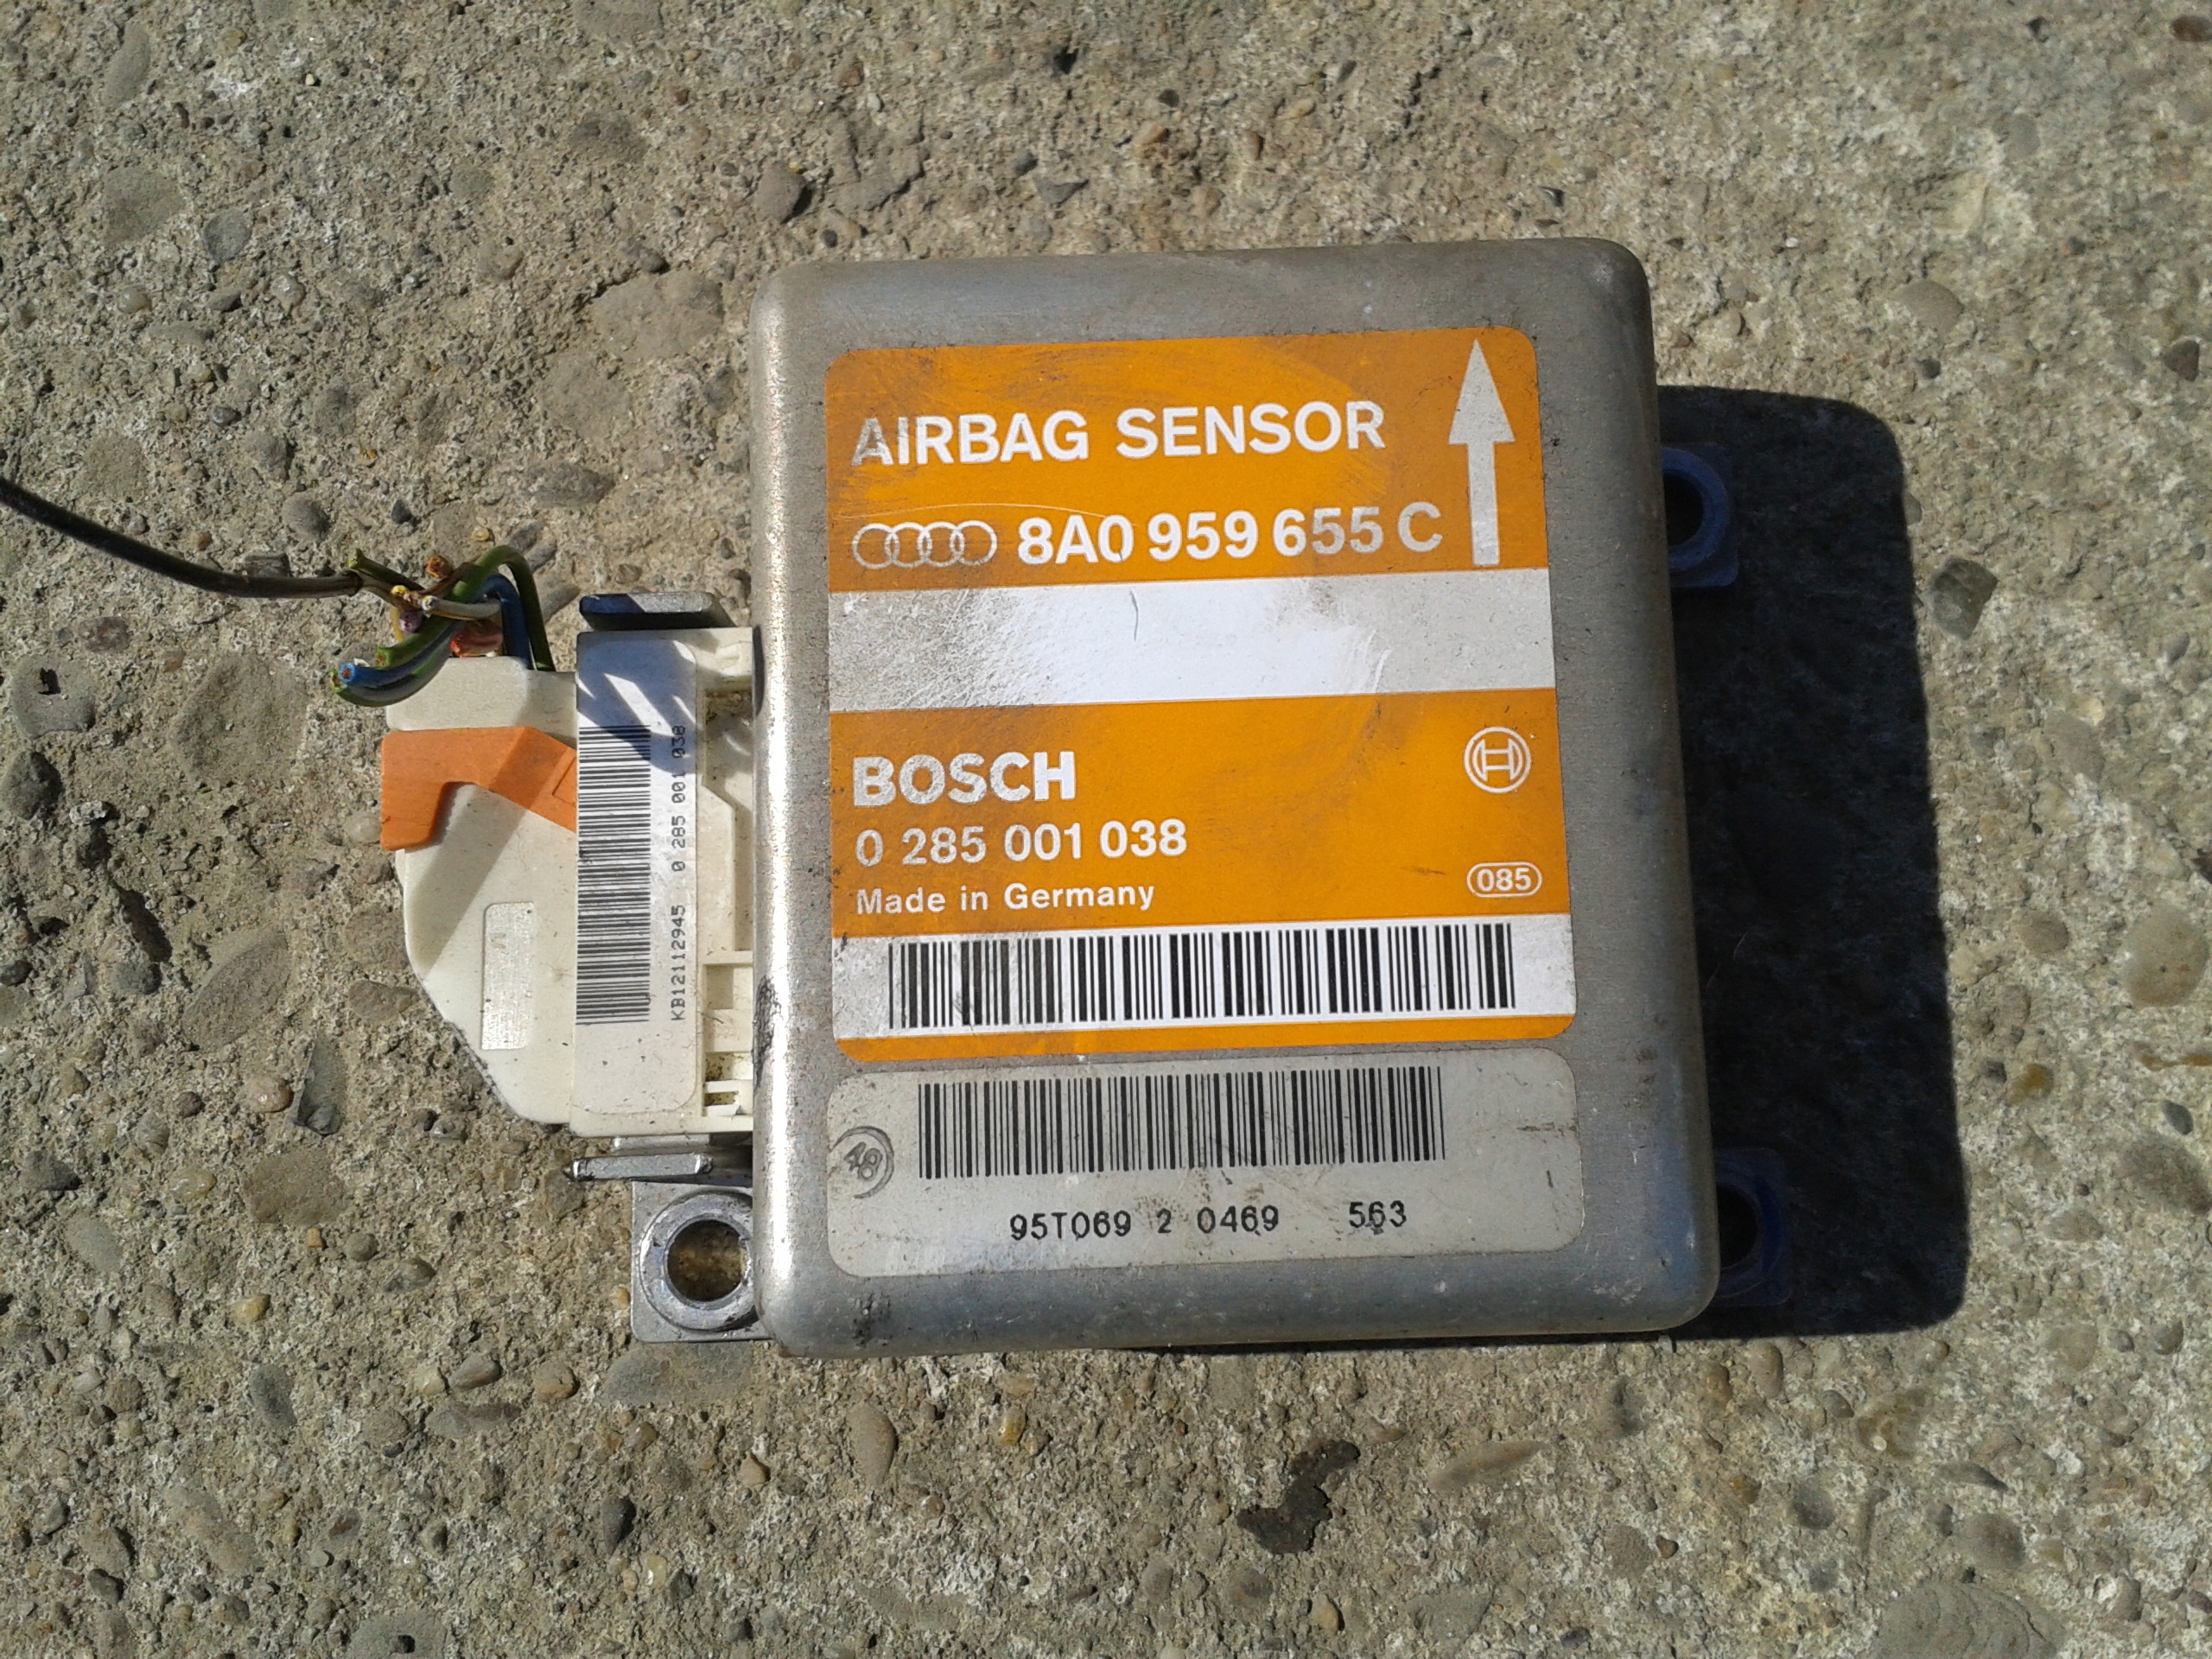 AIRBAG SENSOR
8A0 959 655 C
BOSCH
0 285 001 038
Made in Germany
085
KB12112945 0 285 001 038
48
95T069 2 0469 563